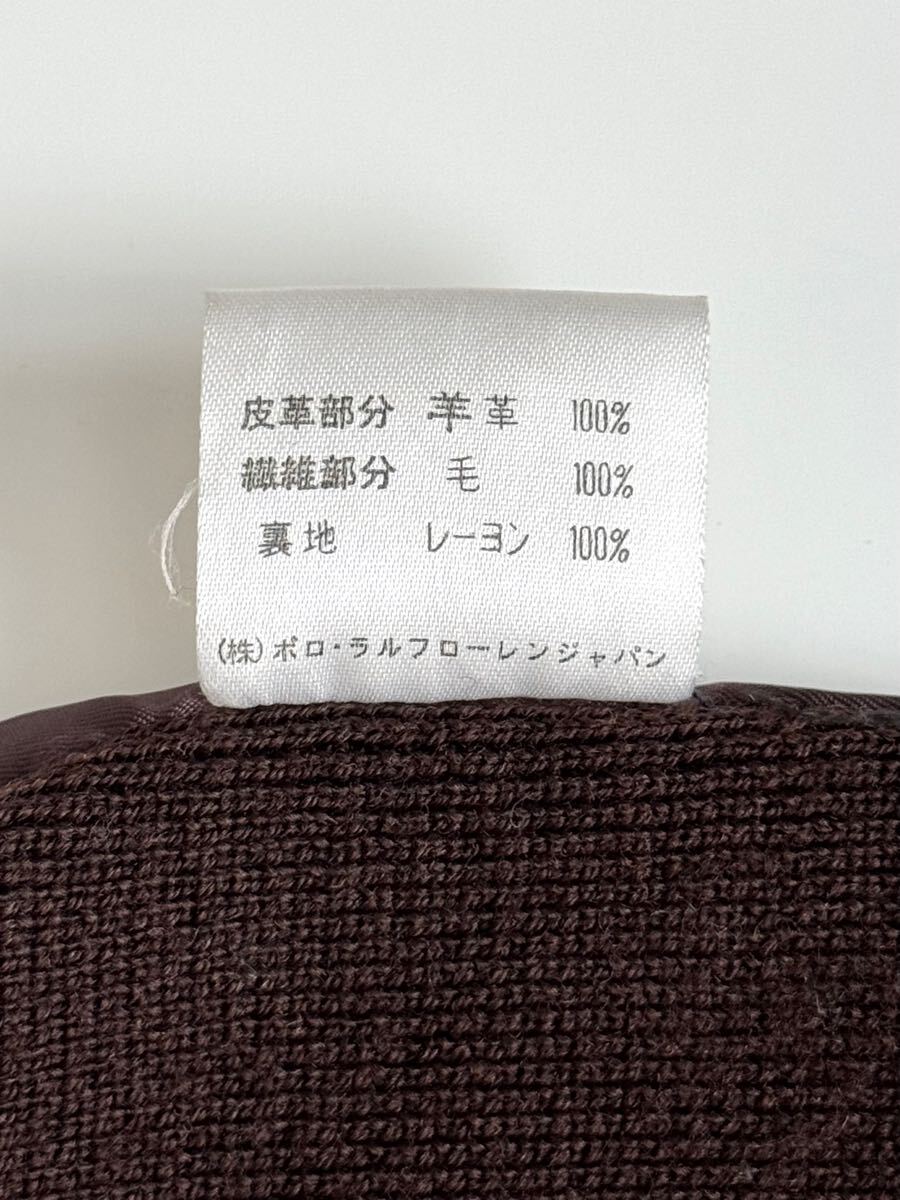 皮革部分 羊革 100%
繊維部分 毛 100%
裏地 レーヨン 100%
(株)ポロ・ラルフローレンジャパン